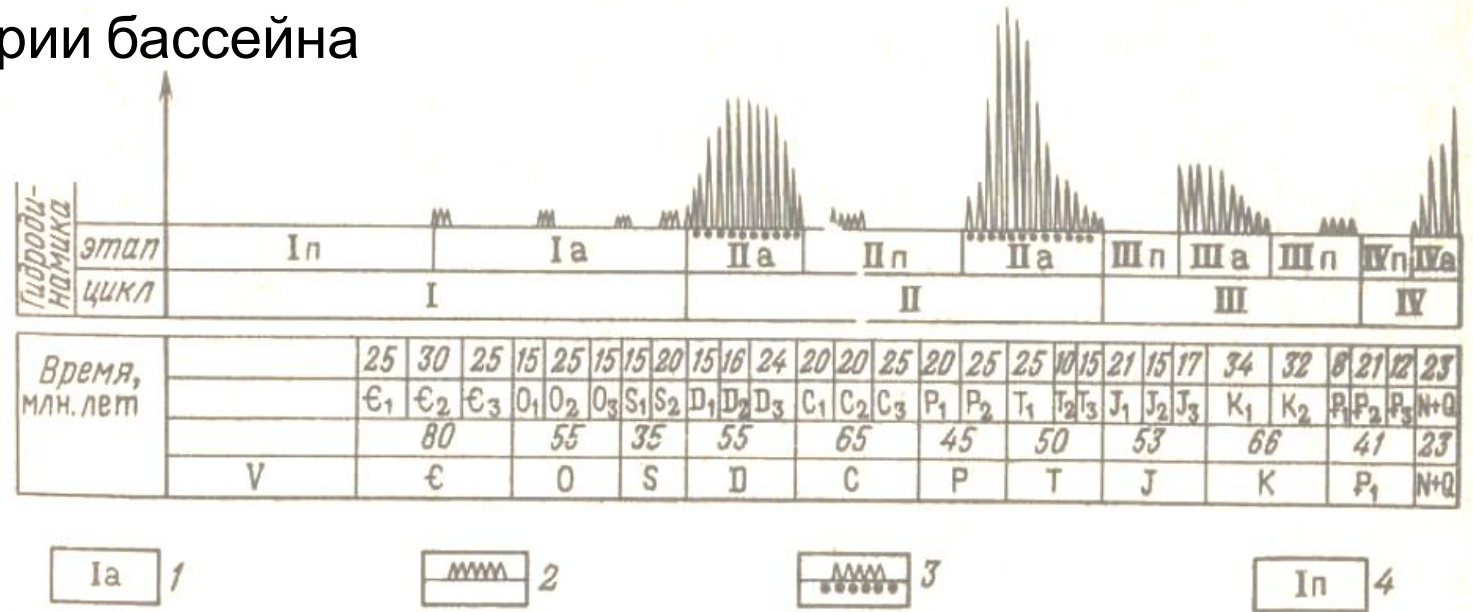 рии бассейна
Гидроди-
намика
этап Iп Iа IIа IIп IIа IIIп IIIа IIIп IVп IVа
цикл I II III IV
Время,
млн. лет
25 30 25 15 25 15 15 20 15 16 24 20 20 25 20 25 25 10 15 21 15 17 34 32 8 21 12 23
Є₁ Є₂ Є₃ O₁ O₂ O₃ S₁ S₂ D₁ D₂ D₃ C₁ C₂ C₃ P₁ P₂ T₁ T₂ T₃ J₁ J₂ J₃ K₁ K₂ ₽₁ ₽₂ ₽₃ N+Q
80 55 35 55 65 45 50 53 66 41 23
V Є O S D C P T J K ₽₁ N+Q
Iа 1 2 3 Iп 4